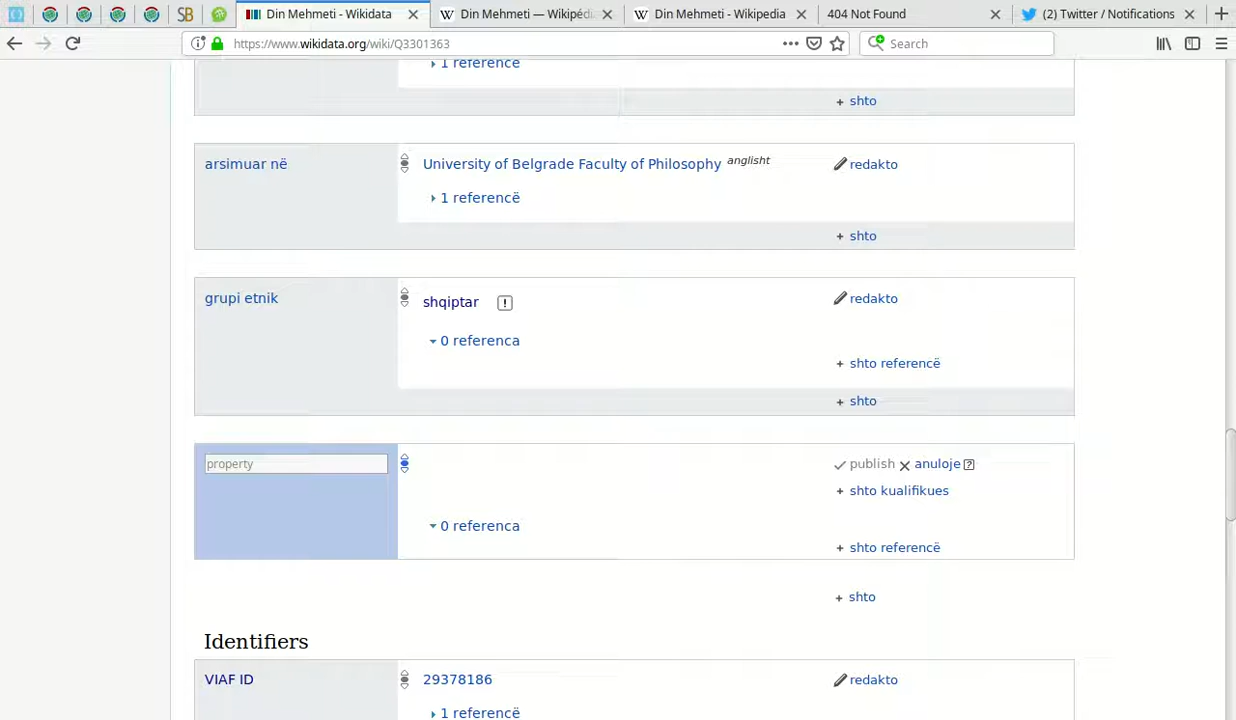 Din Mehmeti - Wikidata
Din Mehmeti — Wikipédi
Din Mehmeti - Wikipedia
404 Not Found
(2) Twitter / Notifications
https://www.wikidata.org/wiki/Q3301363
Search
1 referencë
+ shto
arsimuar në
University of Belgrade Faculty of Philosophy anglisht
redakto
1 referencë
+ shto
grupi etnik
shqiptar !
redakto
0 referenca
+ shto referencë
+ shto
property
publish anuloje ?
+ shto kualifikues
0 referenca
+ shto referencë
+ shto
Identifiers
VIAF ID
29378186
redakto
1 referencë